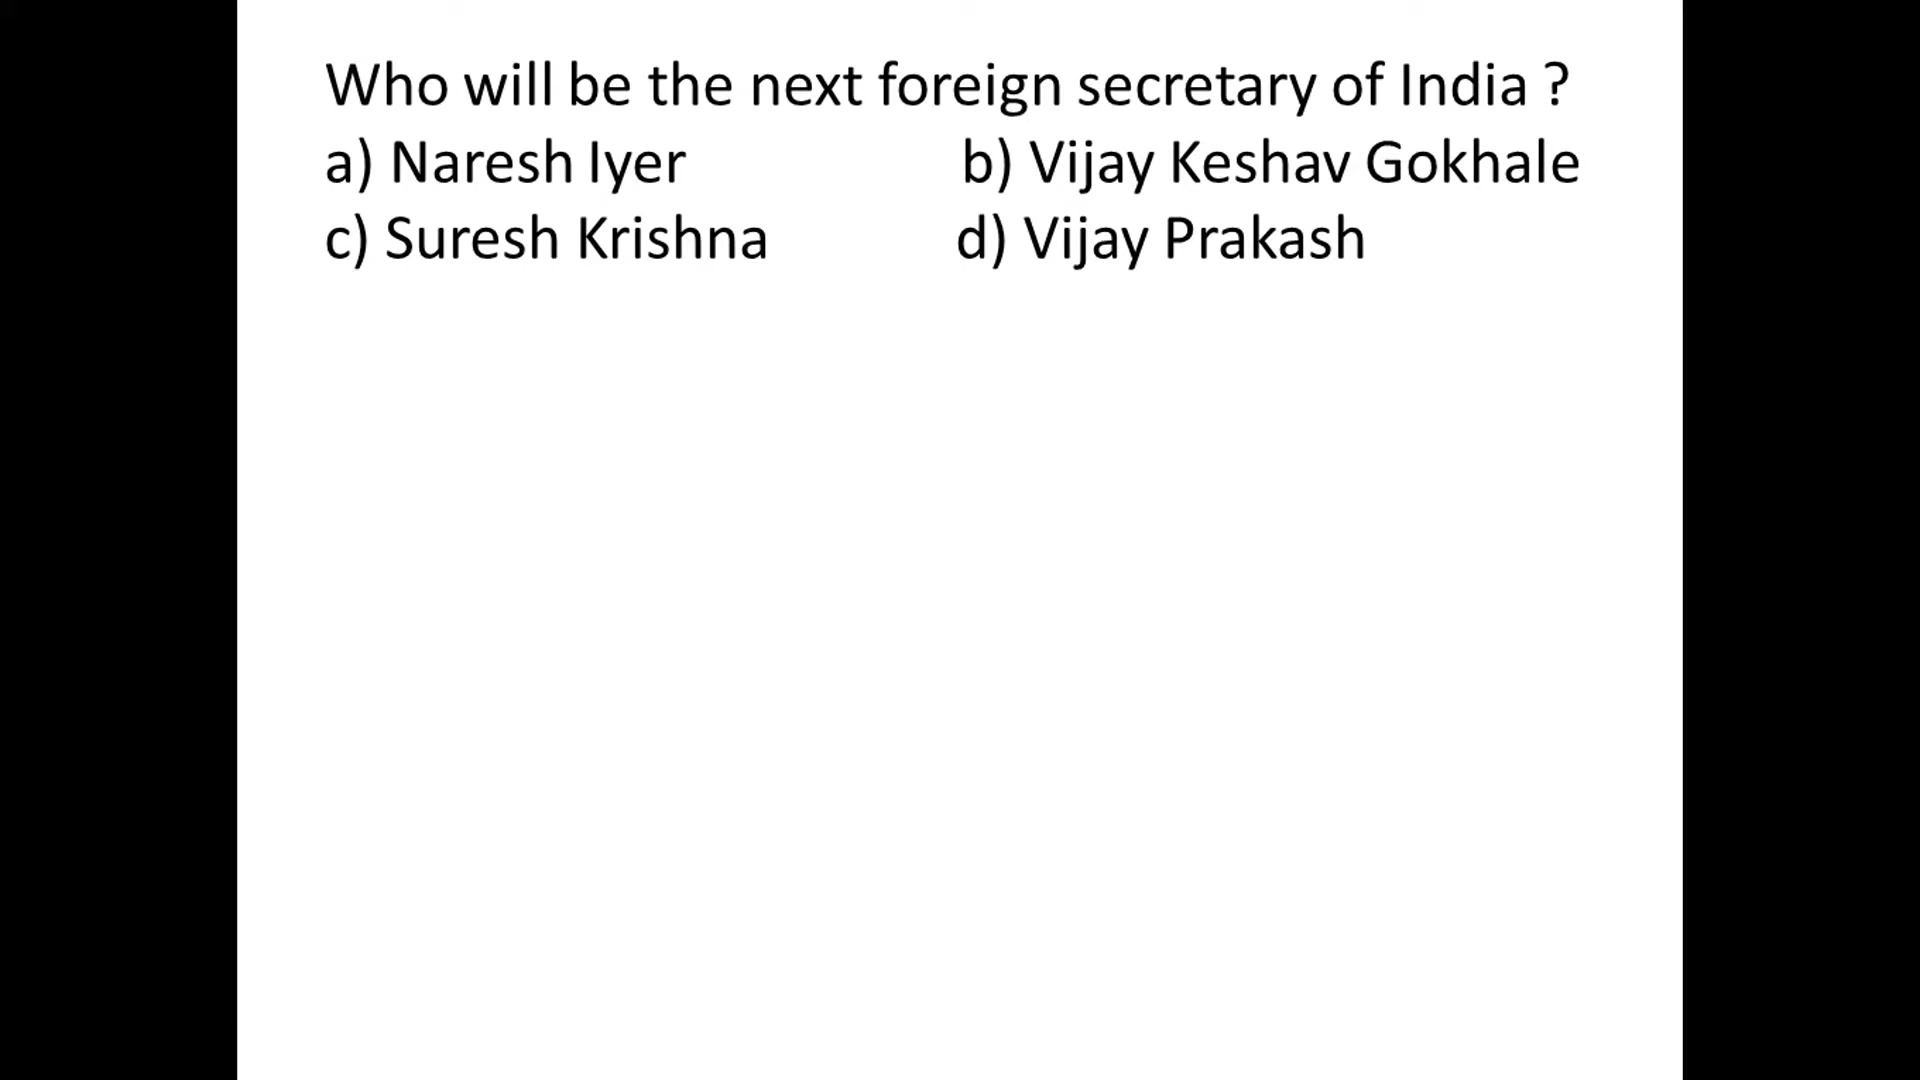 Who will be the next foreign secretary of India ?
a) Naresh Iyer b) Vijay Keshav Gokhale
c) Suresh Krishna d) Vijay Prakash